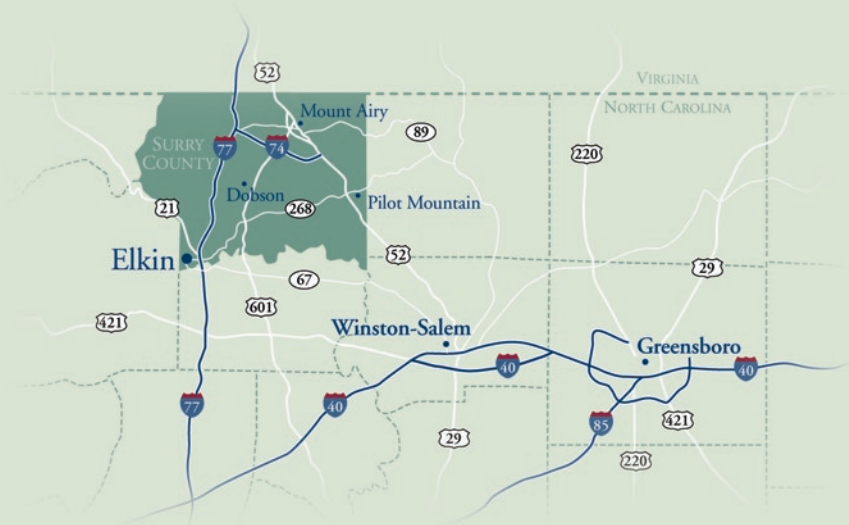 52
VIRGINIA
NORTH CAROLINA
Mount Airy
89
SURRY
COUNTY
77
74
220
Dobson
21
268
Pilot Mountain
Elkin
52
29
67
601
421
Winston-Salem
Greensboro
40
40
77
40
85
421
29
220